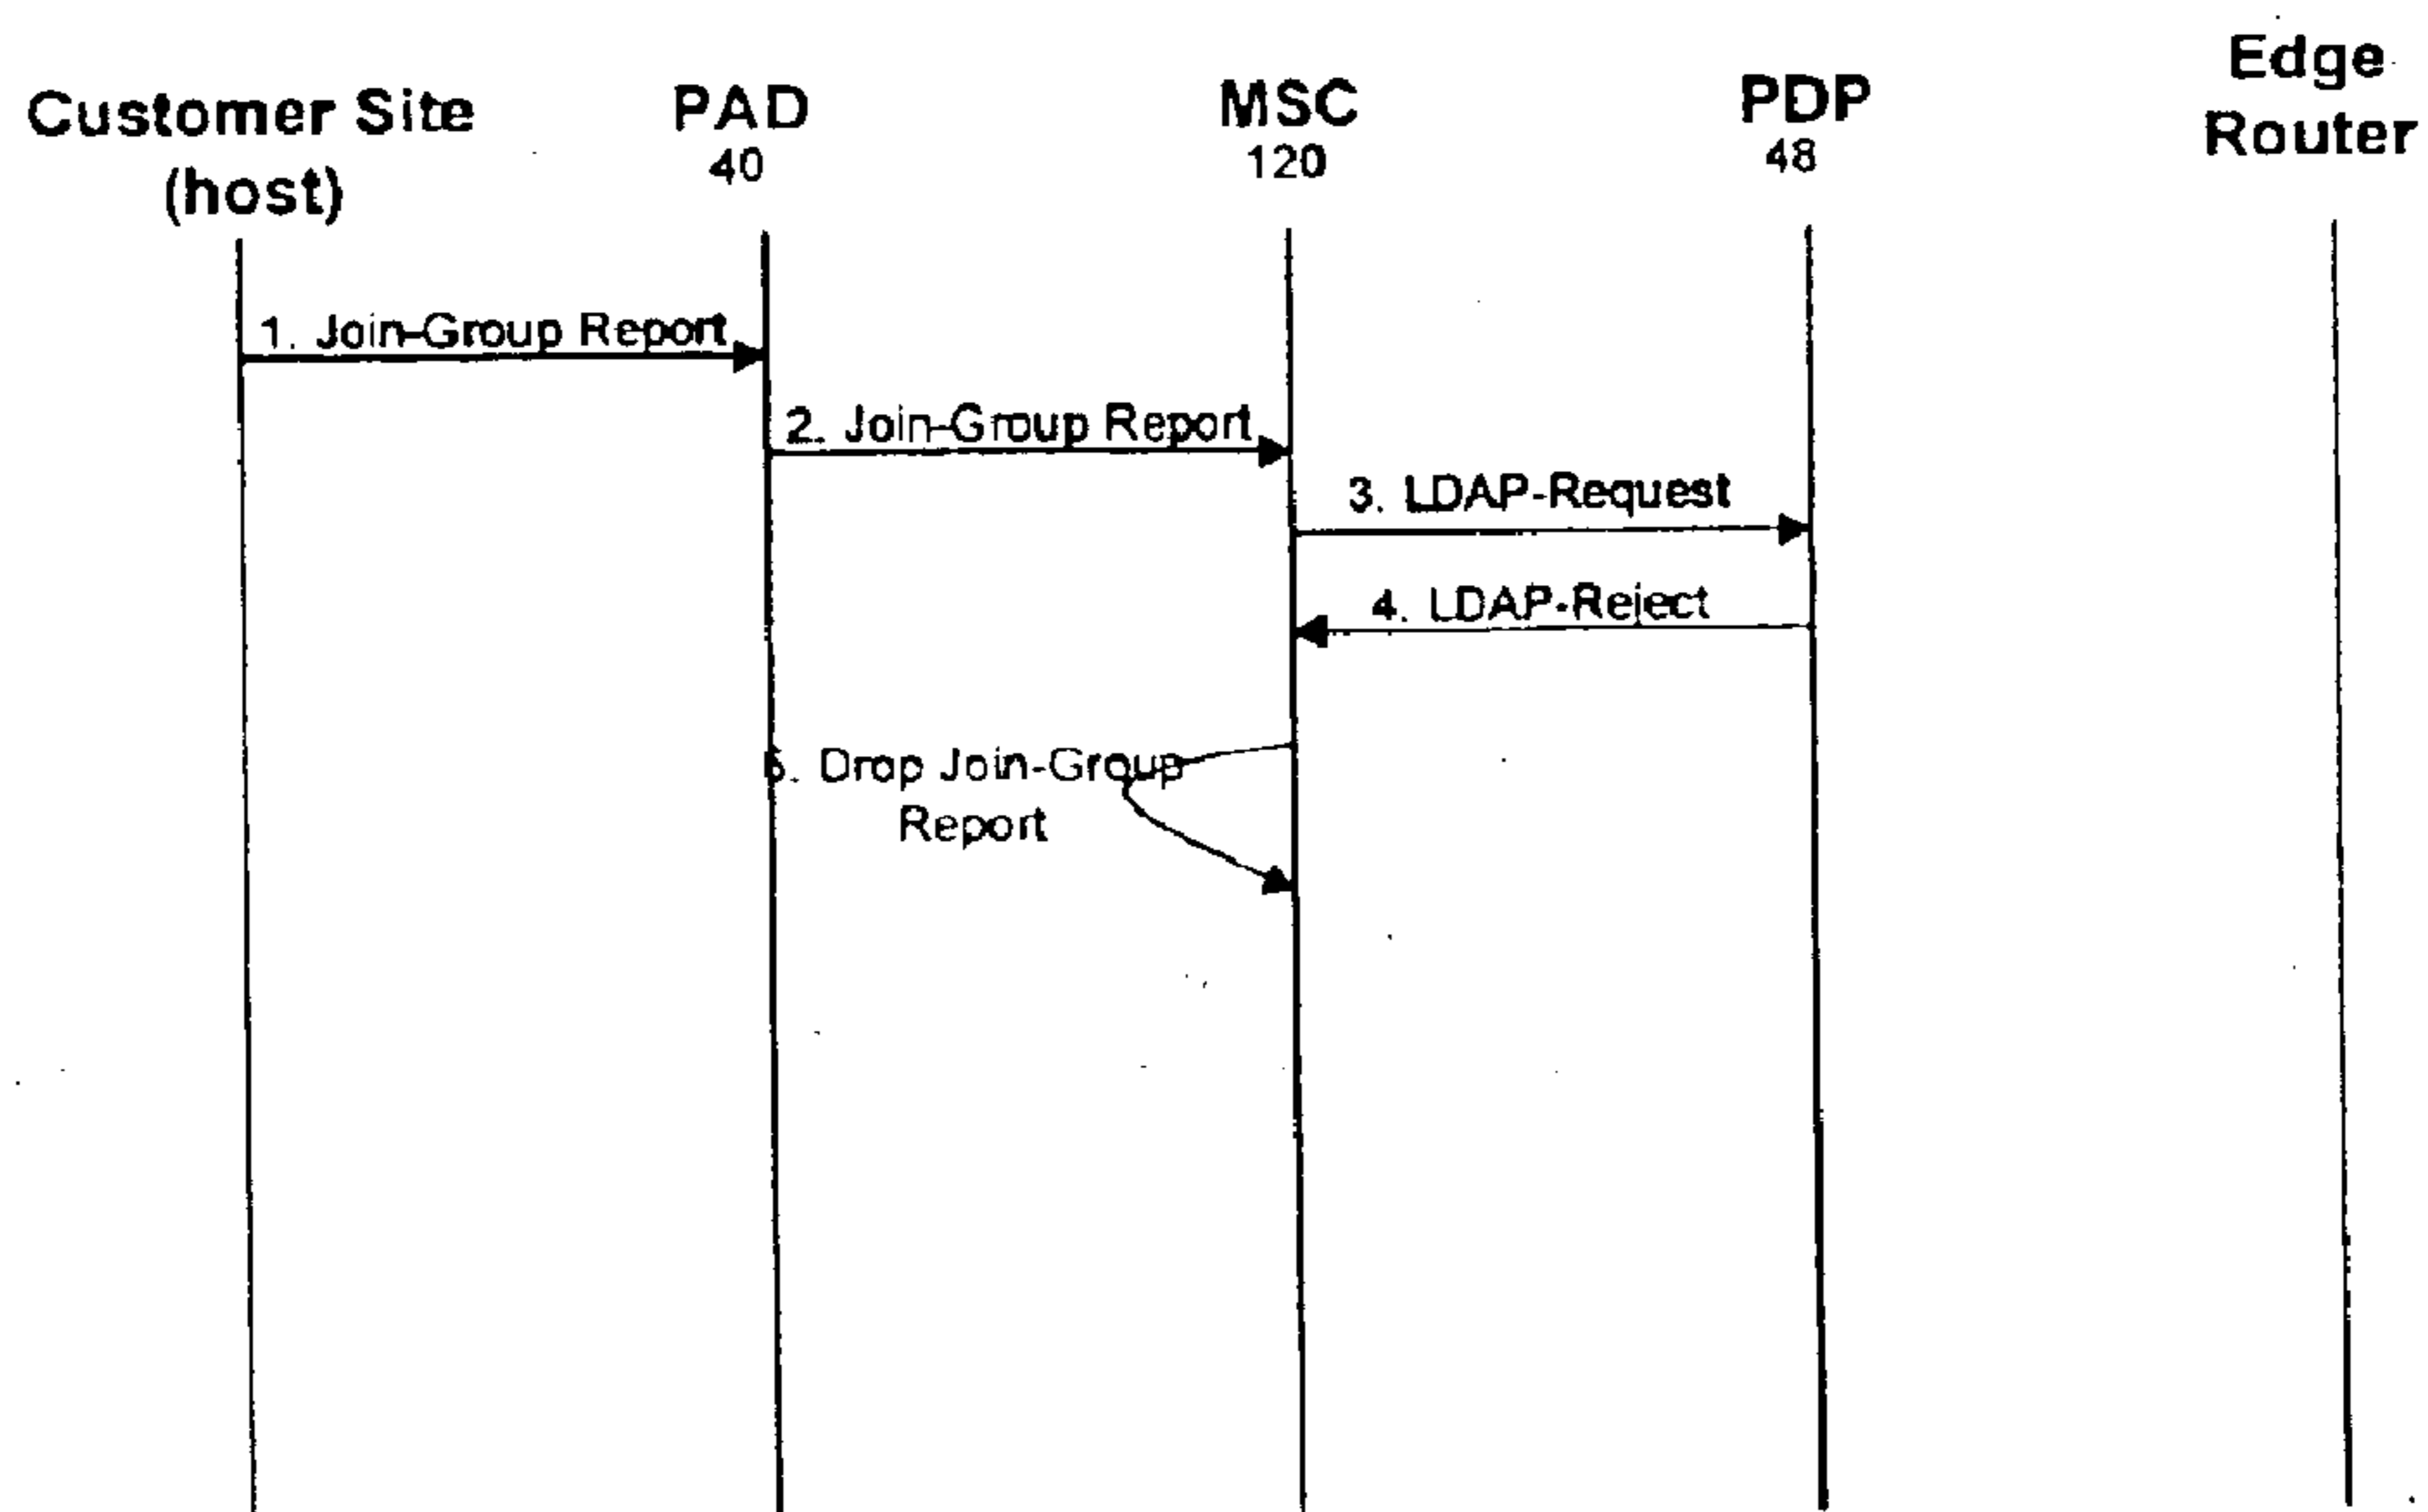 Customer Site
(host)
PAD
40
MSC
120
PDP
48
Edge
Router
1. Join-Group Report
2. Join-Group Report
3. LDAP-Request
4. LDAP-Reject
5. Drop Join-Group
Report